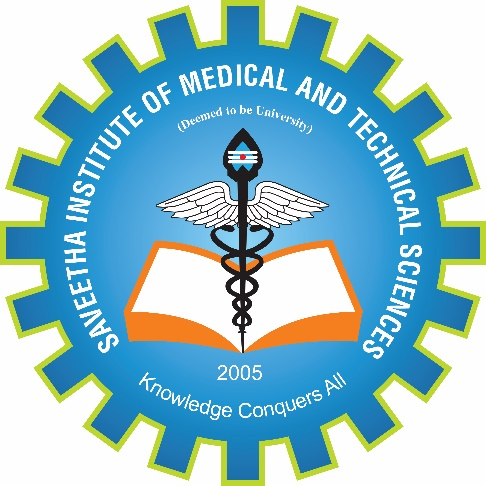 SAVEETHA INSTITUTE OF MEDICAL AND TECHNICAL SCIENCES
(Deemed to be University)
2005
Knowledge Conquers All